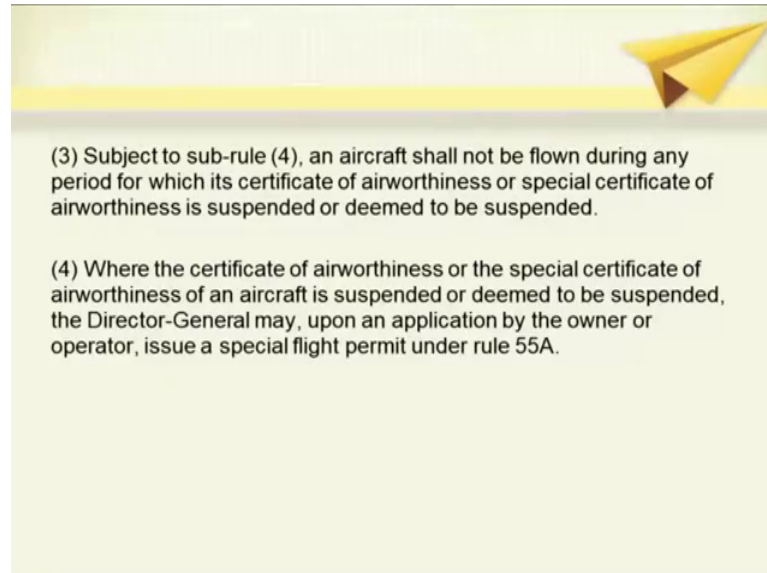 (3) Subject to sub-rule (4), an aircraft shall not be flown during any
period for which its certificate of airworthiness or special certificate of
airworthiness is suspended or deemed to be suspended.
(4) Where the certificate of airworthiness or the special certificate of
airworthiness of an aircraft is suspended or deemed to be suspended,
the Director-General may, upon an application by the owner or
operator, issue a special flight permit under rule 55A.